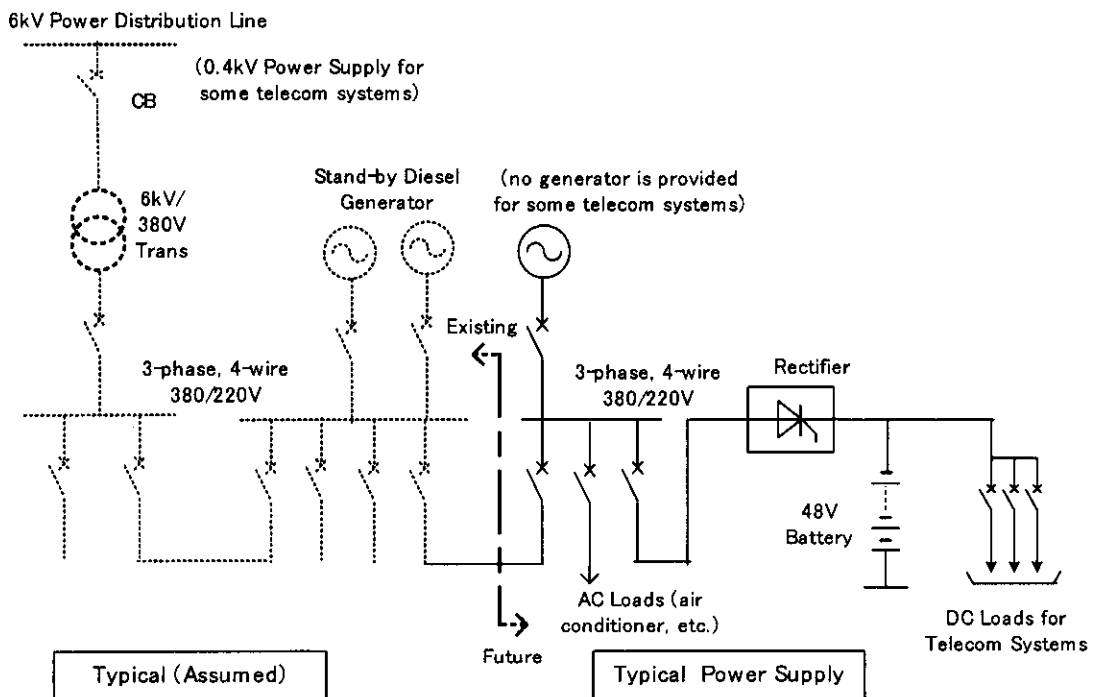 6kV Power Distribution Line
(0.4kV Power Supply for
some telecom systems)
CB
6kV/
380V
Trans
Stand-by Diesel
Generator
(no generator is provided
for some telecom systems)
Existing
3-phase, 4-wire
380/220V
3-phase, 4-wire
380/220V
Rectifier
48V
Battery
AC Loads (air
conditioner, etc.)
DC Loads for
Telecom Systems
Future
Typical (Assumed)
Typical Power Supply